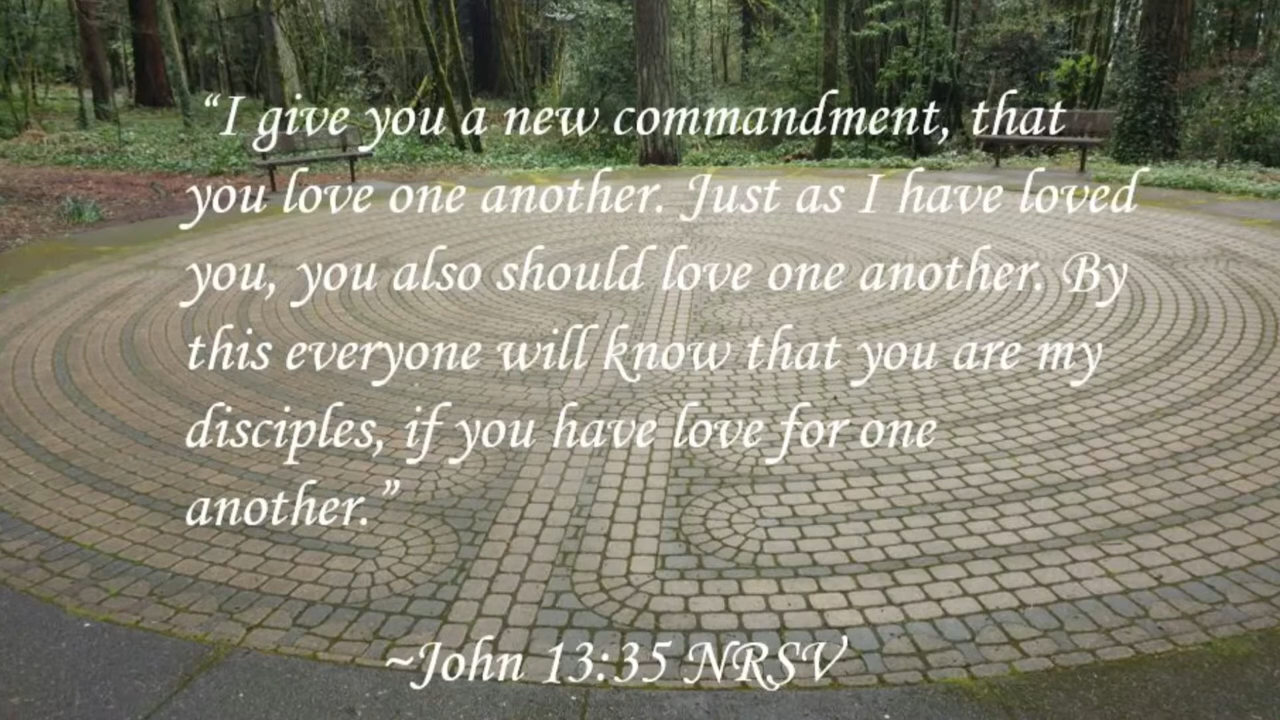 “I give you a new commandment, that
you love one another. Just as I have loved
you, you also should love one another. By
this everyone will know that you are my
disciples, if you have love for one
another.”
~John 13:35 NRSV